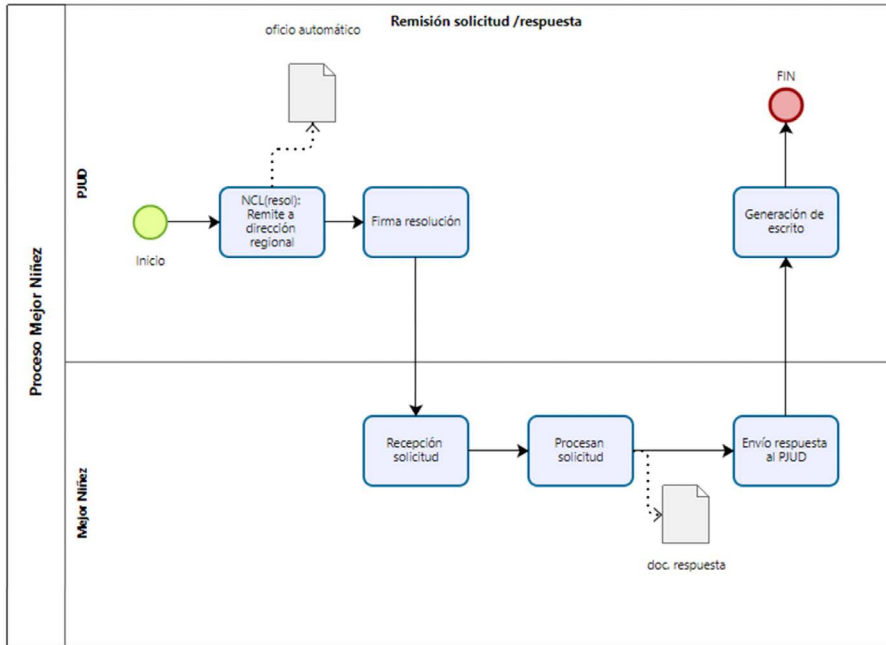 Remisión solicitud /respuesta
oficio automático
FIN
Proceso Mejor Niñez
PJUD
Inicio
NCL(resol):
Remite a
dirección
regional
Firma resolución
Generación de
escrito
Mejor Niñez
Recepción
solicitud
Procesan
solicitud
Envío respuesta
al PJUD
doc. respuesta